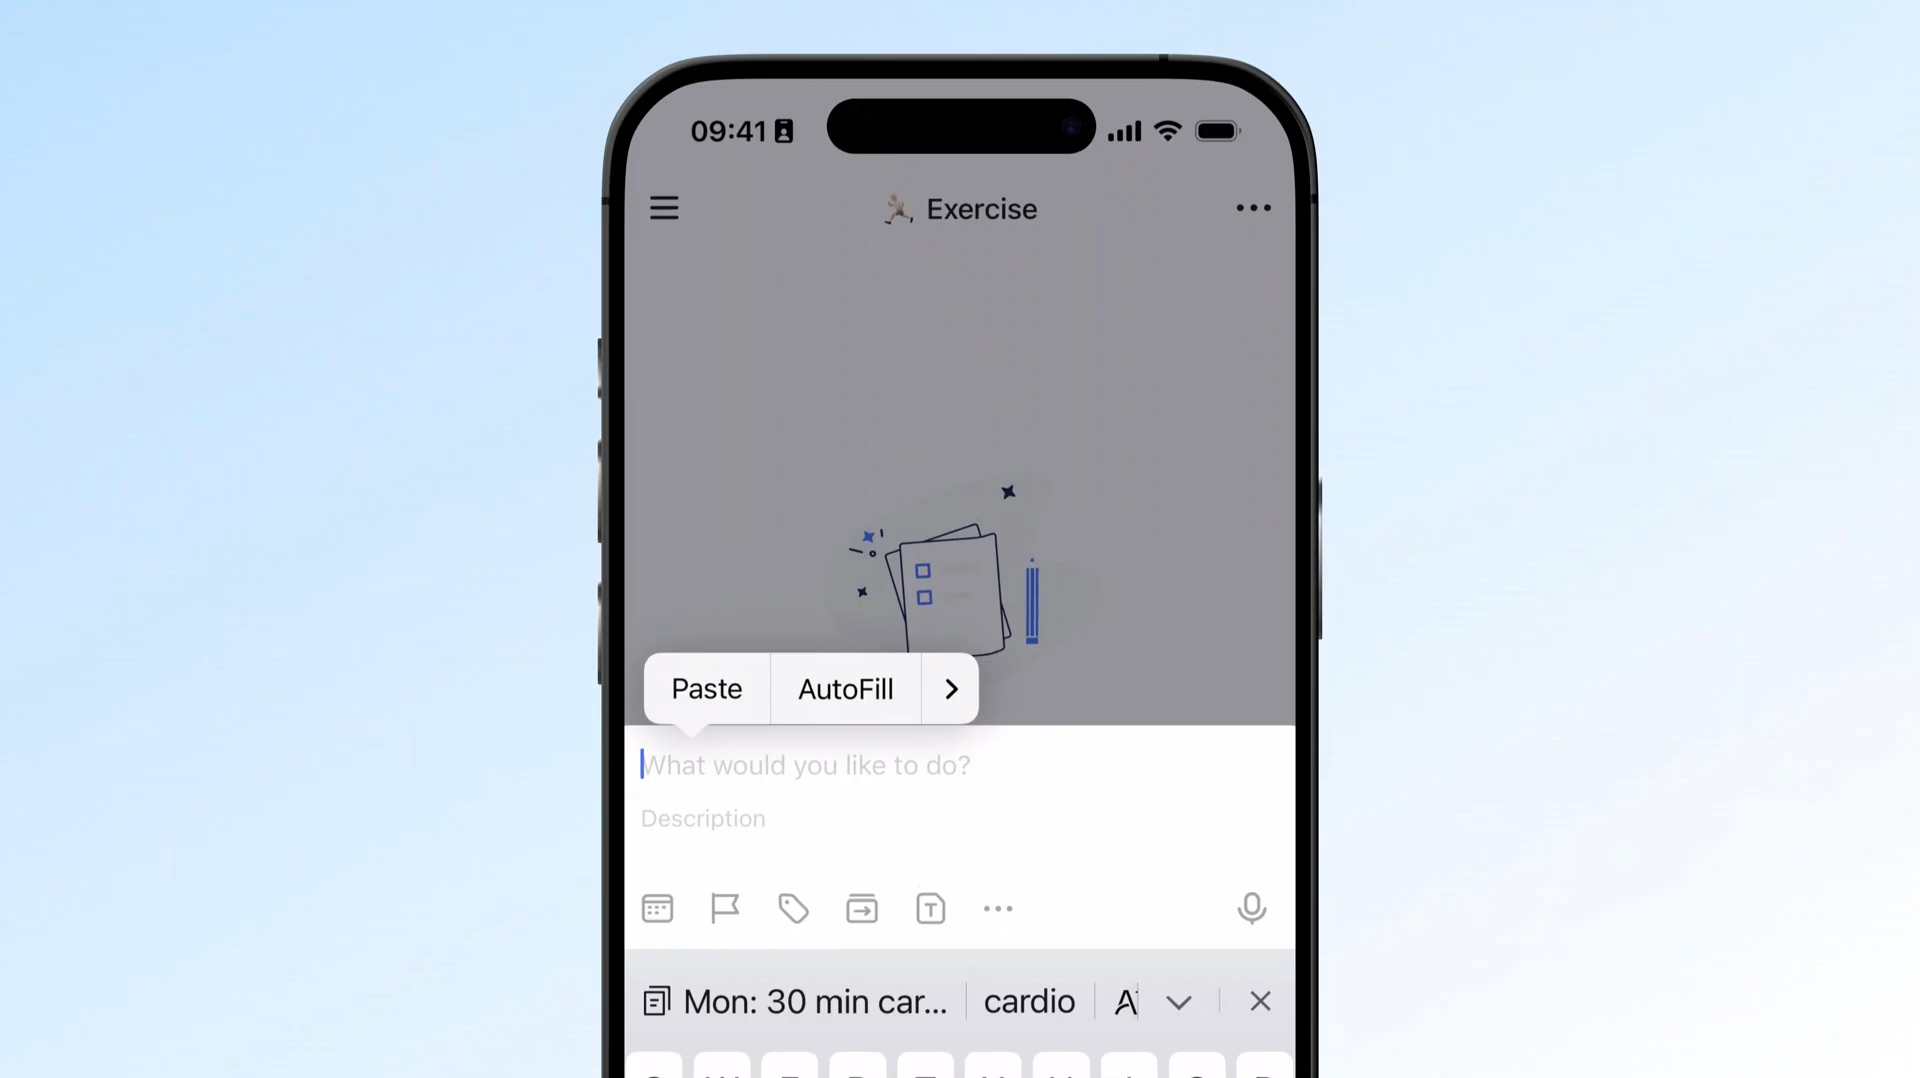 09:41
Exercise
Paste AutoFill
What would you like to do?
Description
Mon: 30 min car... cardio